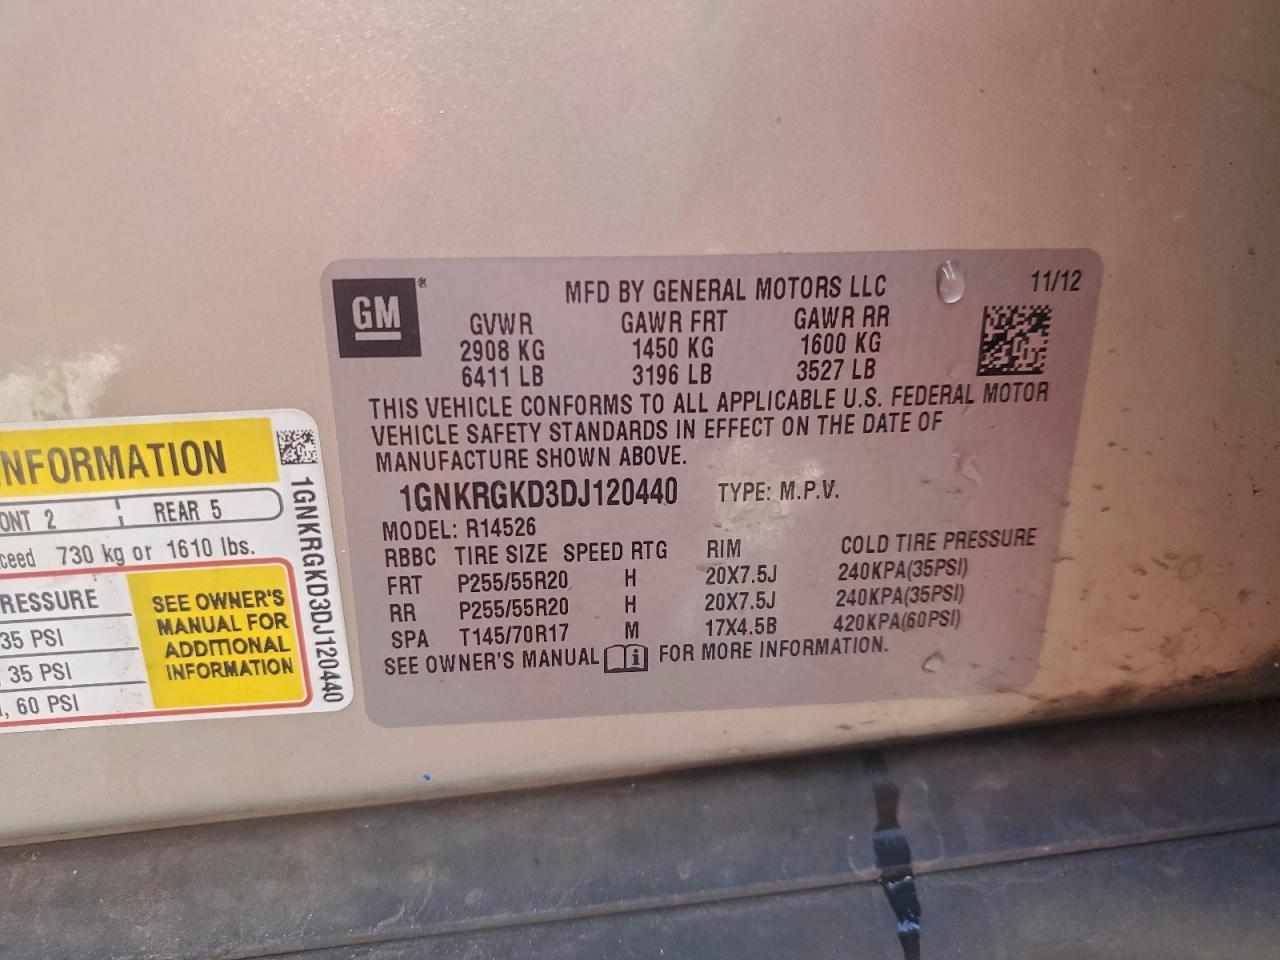 GM®
MFD BY GENERAL MOTORS LLC 11/12
GVWR GAWR FRT GAWR RR
2908 KG 1450 KG 1600 KG
6411 LB 3196 LB 3527 LB
THIS VEHICLE CONFORMS TO ALL APPLICABLE U.S. FEDERAL MOTOR
VEHICLE SAFETY STANDARDS IN EFFECT ON THE DATE OF
MANUFACTURE SHOWN ABOVE.
1GNKRGKD3DJ120440 TYPE: M.P.V.
MODEL: R14526
RBBC TIRE SIZE SPEED RTG RIM COLD TIRE PRESSURE
FRT P255/55R20 H 20X7.5J 240KPA(35PSI)
RR P255/55R20 H 20X7.5J 240KPA(35PSI)
SPA T145/70R17 M 17X4.5B 420KPA(60PSI)
SEE OWNER'S MANUAL i FOR MORE INFORMATION.
NFORMATION
ONT 2 REAR 5
ceed 730 kg or 1610 lbs.
RESSURE
35 PSI
, 35 PSI
, 60 PSI
SEE OWNER'S
MANUAL FOR
ADDITIONAL
INFORMATION
1GNKRGKD3DJ120440